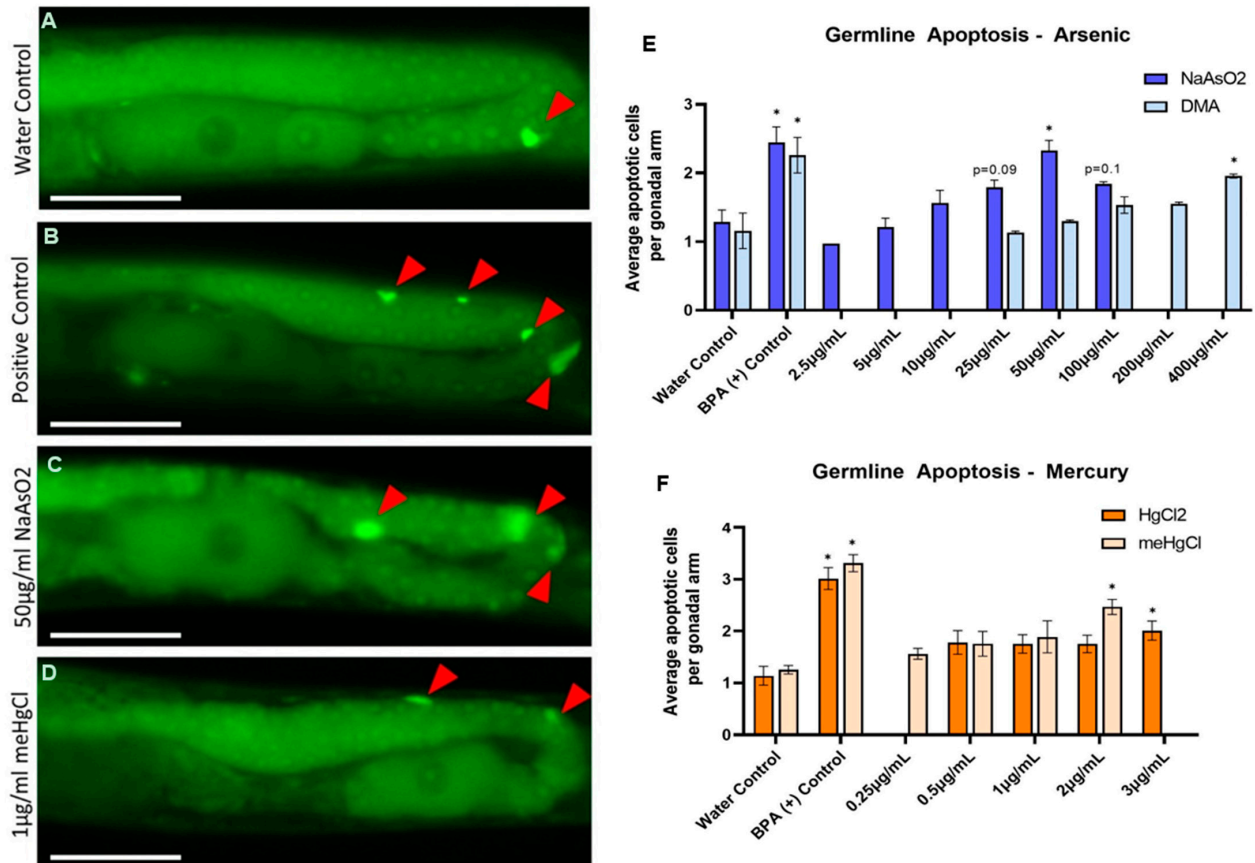 A
Water Control
B
Positive Control
C
50µg/ml NaAsO2
D
1µg/ml meHgCl
E
Germline Apoptosis - Arsenic
NaAsO2
DMA
Average apoptotic cells
per gonadal arm
3
2
1
0
*
*
p=0.09
*
p=0.1
*
Water Control
BPA (+) Control
2.5µg/mL
5µg/mL
10µg/mL
25µg/mL
50µg/mL
100µg/mL
200µg/mL
400µg/mL
F
Germline Apoptosis - Mercury
HgCl2
meHgCl
Average apoptotic cells
per gonadal arm
4
3
2
1
0
*
*
*
*
Water Control
BPA (+) Control
0.25µg/mL
0.5µg/mL
1µg/mL
2µg/mL
3µg/mL